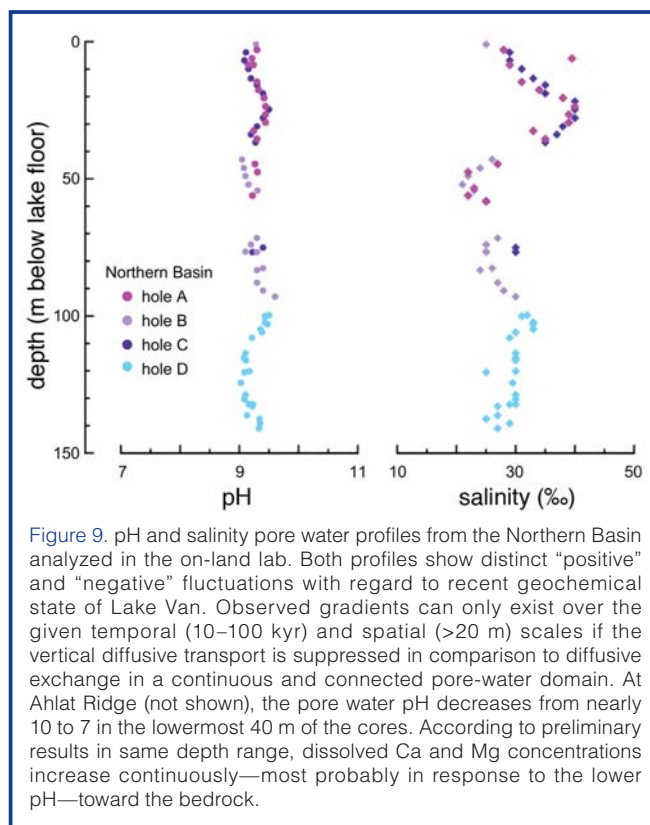 0
50
100
150
depth (m below lake floor)
Northern Basin
hole A
hole B
hole C
hole D
7 9 11
pH
10 30 50
salinity (‰)
Figure 9. pH and salinity pore water profiles from the Northern Basin
analyzed in the on-land lab. Both profiles show distinct “positive”
and “negative” fluctuations with regard to recent geochemical
state of Lake Van. Observed gradients can only exist over the
given temporal (10–100 kyr) and spatial (>20 m) scales if the
vertical diffusive transport is suppressed in comparison to diffusive
exchange in a continuous and connected pore-water domain. At
Ahlat Ridge (not shown), the pore water pH decreases from nearly
10 to 7 in the lowermost 40 m of the cores. According to preliminary
results in same depth range, dissolved Ca and Mg concentrations
increase continuously—most probably in response to the lower
pH—toward the bedrock.